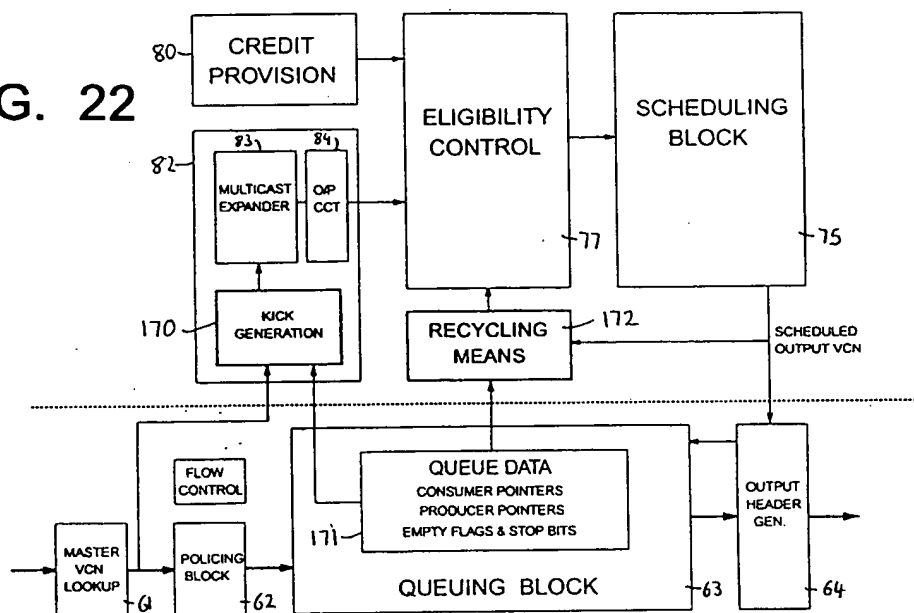 G. 22
80
CREDIT
PROVISION
ELIGIBILITY
CONTROL
77
SCHEDULING
BLOCK
75
82
83
MULTICAST
EXPANDER
84
O/P
CCT
170
KICK
GENERATION
RECYCLING
MEANS
172
SCHEDULED
OUTPUT VCN
FLOW
CONTROL
QUEUE DATA
CONSUMER POINTERS
PRODUCER POINTERS
EMPTY FLAGS & STOP BITS
171
QUEUING BLOCK
63
OUTPUT
HEADER
GEN.
64
MASTER
VCN
LOOKUP
61
POLICING
BLOCK
62